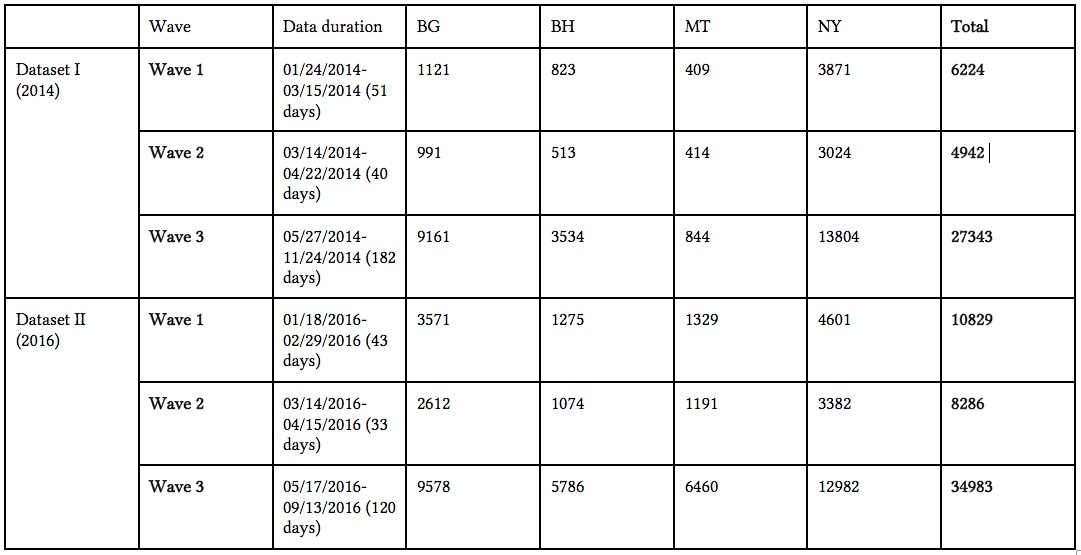 Wave Data duration BG BH MT NY Total
Dataset I Wave 1 01/24/2014- 1121 823 409 3871 6224
(2014) 03/15/2014 (51
days)
Wave 2 03/14/2014- 991 513 414 3024 4942
04/22/2014 (40
days)
Wave 3 05/27/2014- 9161 3534 844 13804 27343
11/24/2014 (182
days)
Dataset II Wave 1 01/18/2016- 3571 1275 1329 4601 10829
(2016) 02/29/2016 (43
days)
Wave 2 03/14/2016- 2612 1074 1191 3382 8286
04/15/2016 (33
days)
Wave 3 05/17/2016- 9578 5786 6460 12982 34983
09/13/2016 (120
days)